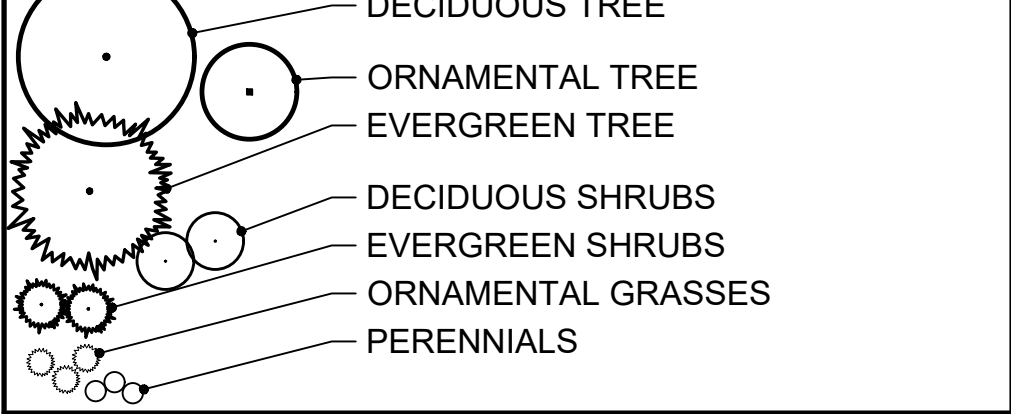 DECIDUOUS TREE
ORNAMENTAL TREE
EVERGREEN TREE
DECIDUOUS SHRUBS
EVERGREEN SHRUBS
ORNAMENTAL GRASSES
PERENNIALS